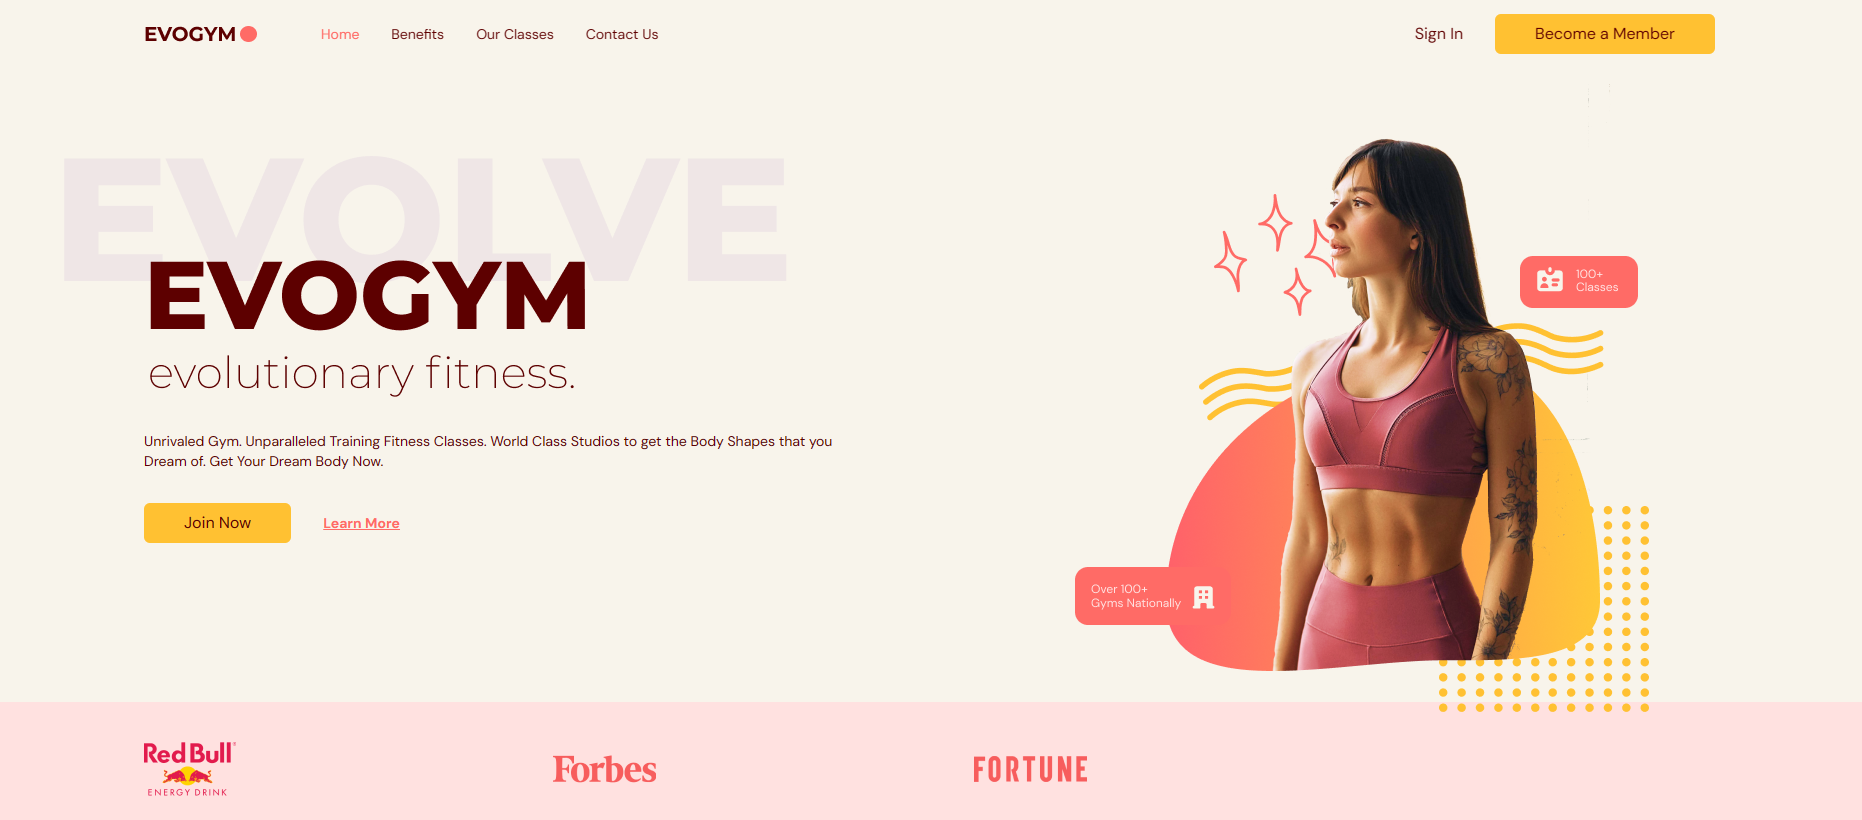 EVOGYM
Home
Benefits
Our Classes
Contact Us
Sign In
Become a Member
EVOLVE
EVOGYM
evolutionary fitness.
Unrivaled Gym. Unparalleled Training Fitness Classes. World Class Studios to get the Body Shapes that you
Dream of. Get Your Dream Body Now.
Join Now
Learn More
100+
Classes
Over 100+
Gyms Nationally
Red Bull
ENERGY DRINK
Forbes
FORTUNE